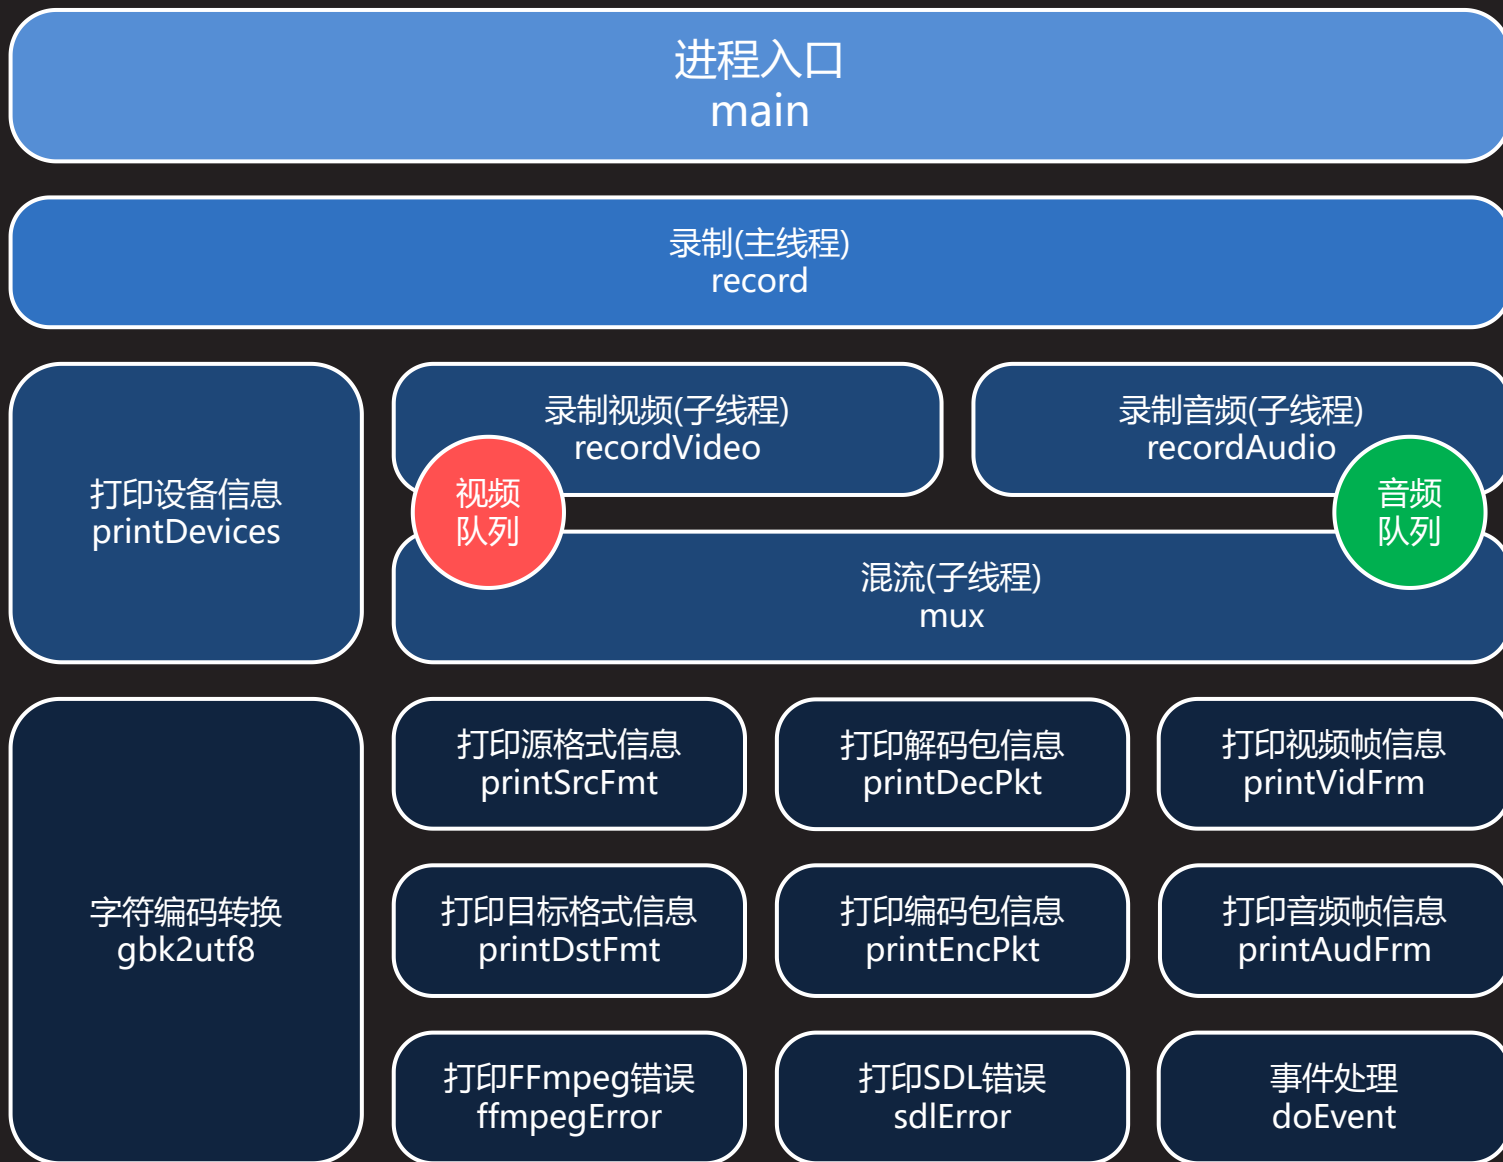 进程入口
main
录制(主线程)
record
打印设备信息
printDevices
录制视频(子线程)
recordVideo
录制音频(子线程)
recordAudio
视频
队列
音频
队列
混流(子线程)
mux
字符编码转换
gbk2utf8
打印源格式信息
printSrcFmt
打印解码包信息
printDecPkt
打印视频帧信息
printVidFrm
打印目标格式信息
printDstFmt
打印编码包信息
printEncPkt
打印音频帧信息
printAudFrm
打印FFmpeg错误
ffmpegError
打印SDL错误
sdlError
事件处理
doEvent